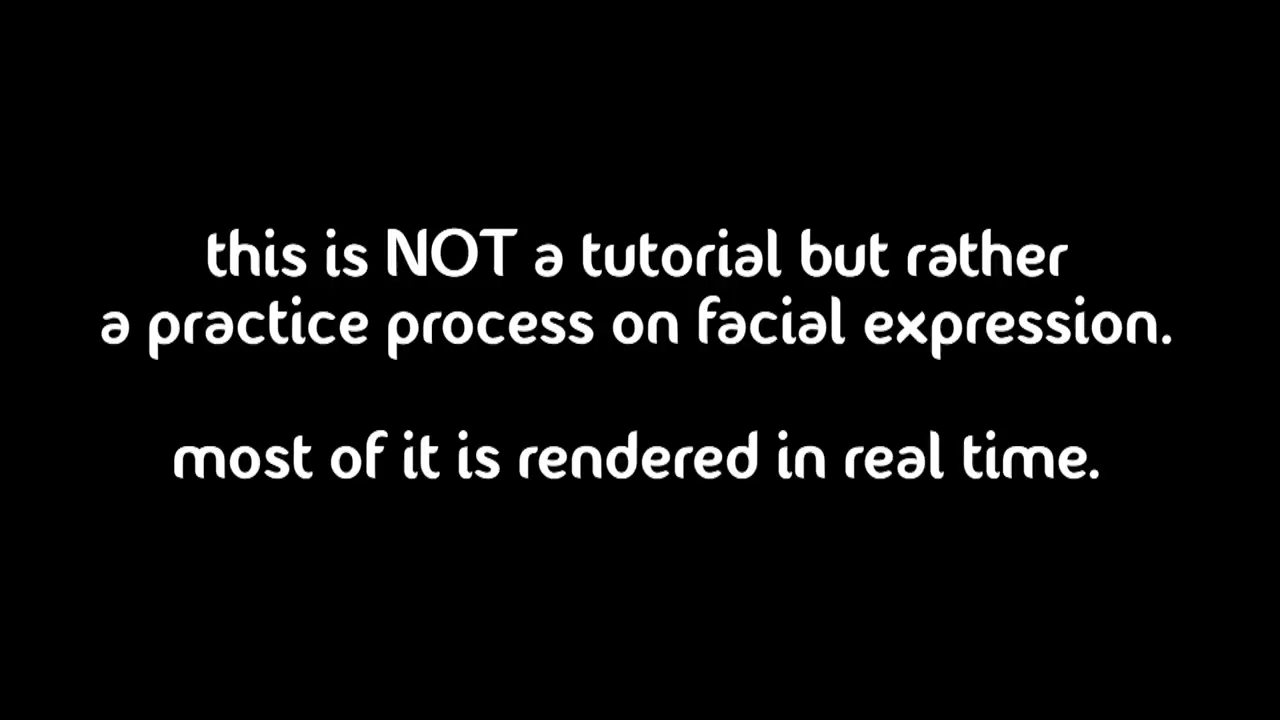 this is NOT a tutorial but rather
a practice process on facial expression.
most of it is rendered in real time.